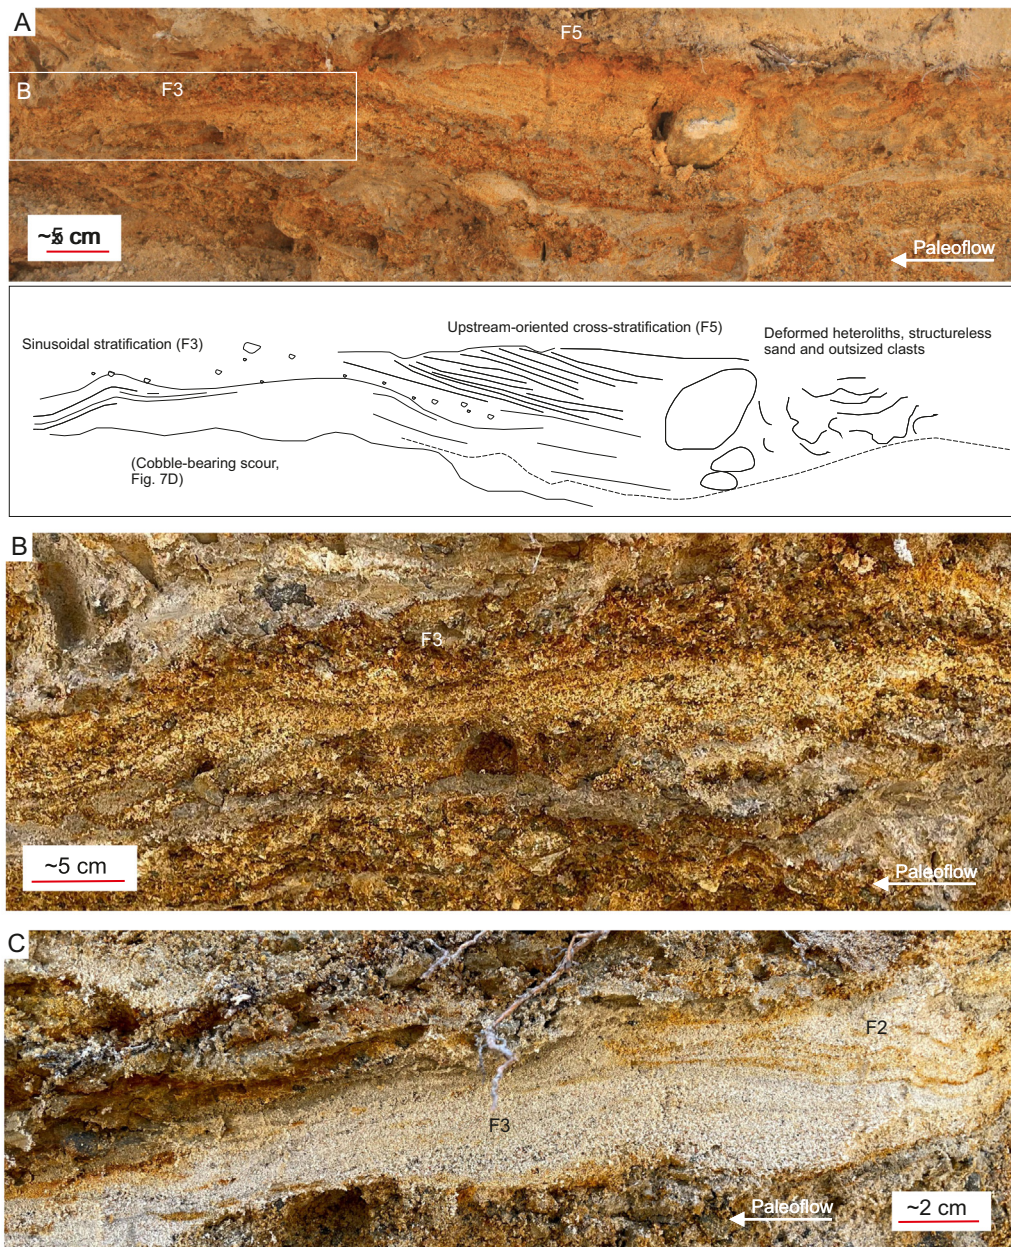 A
F5
B
F3
cm
Paleoflow
Sinusoidal stratification (F3)
Upstream-oriented cross-stratification (F5)
Deformed heteroliths, structureless
sand and outsized clasts
(Cobble-bearing scour,
Fig. 7D)
B
F3
~5 cm
Paleoflow
C
F2
F3
Paleoflow
~2 cm